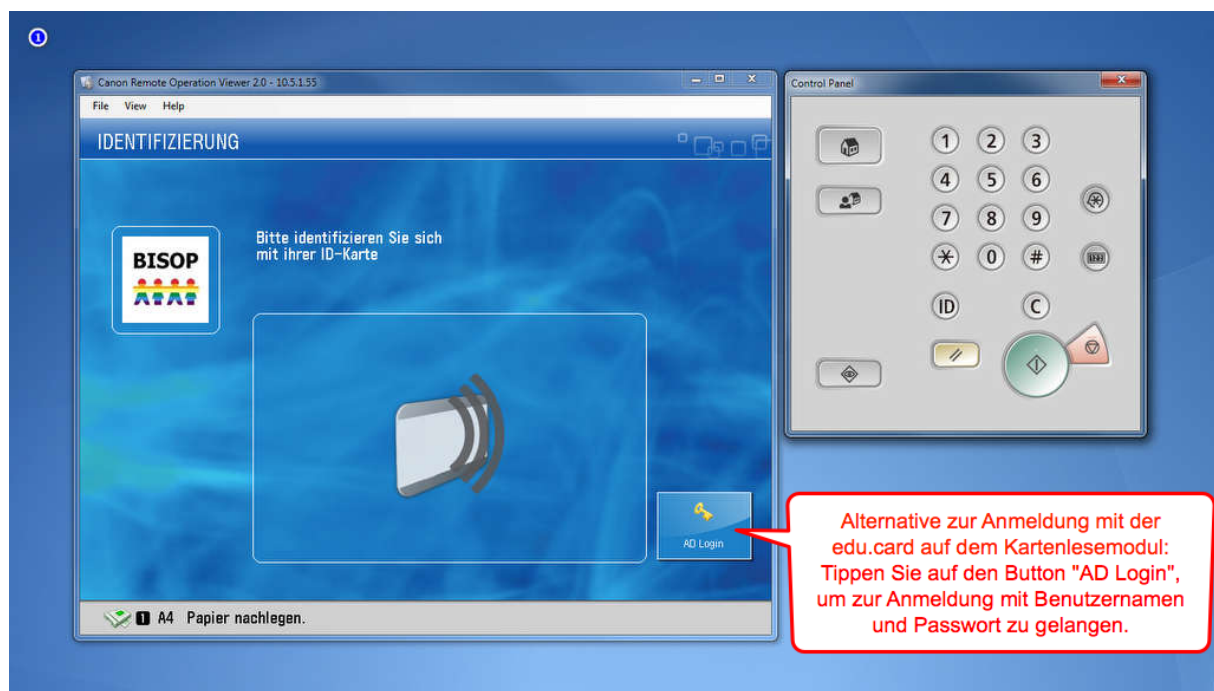 1
Canon Remote Operation Viewer 2.0 - 10.5.1.55
File View Help
IDENTIFIZIERUNG
BISOP
Bitte identifizieren Sie sich
mit ihrer ID-Karte
AD Login
1 A4 Papier nachlegen.
Control Panel
1 2 3
4 5 6
7 8 9
* 0 #
ID C
Alternative zur Anmeldung mit der
edu.card auf dem Kartenlesemodul:
Tippen Sie auf den Button "AD Login",
um zur Anmeldung mit Benutzernamen
und Passwort zu gelangen.